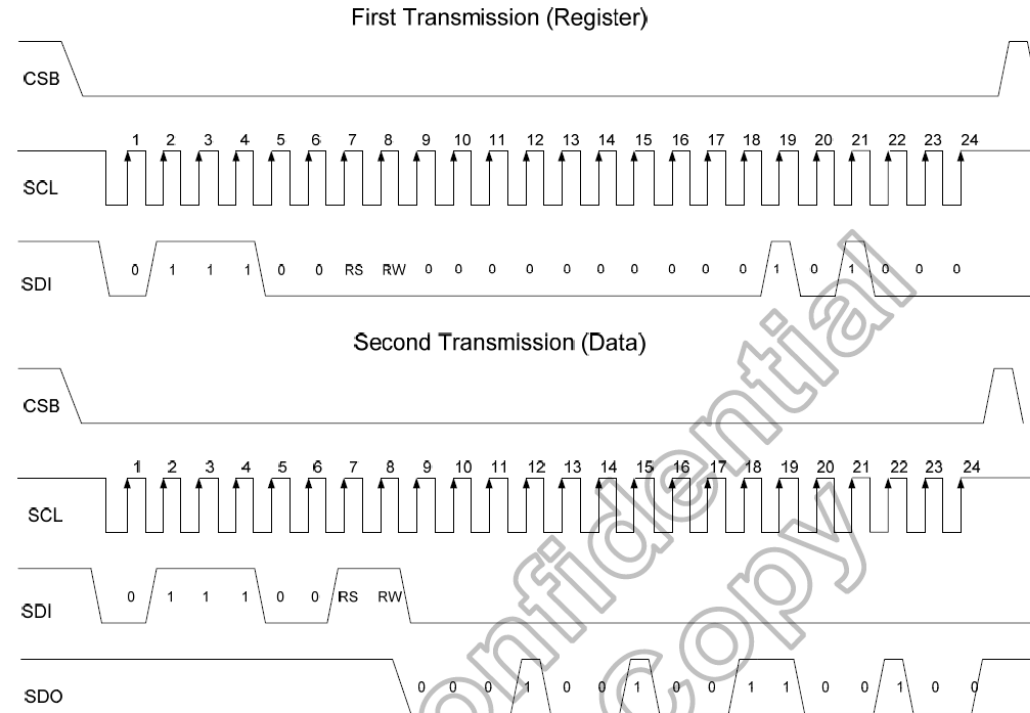 First Transmission (Register)
CSB
1 2 3 4 5 6 7 8 9 10 11 12 13 14 15 16 17 18 19 20 21 22 23 24
SCL
SDI 0 1 1 1 0 0 RS RW 0 0 0 0 0 0 0 0 0 0 1 0 1 0 0 0
Second Transmission (Data)
CSB
1 2 3 4 5 6 7 8 9 10 11 12 13 14 15 16 17 18 19 20 21 22 23 24
SCL
SDI 0 1 1 1 0 0 RS RW
SDO 0 0 0 1 0 0 1 0 0 1 1 0 0 1 0 0
Confidential
Copy